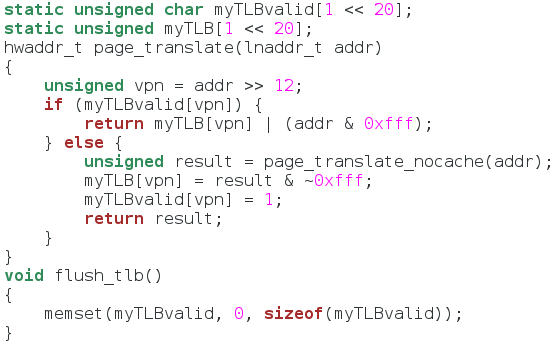 static unsigned char myTLBvalid[1 << 20];
static unsigned myTLB[1 << 20];
hwaddr_t page_translate(lnaddr_t addr)
{
    unsigned vpn = addr >> 12;
    if (myTLBvalid[vpn]) {
        return myTLB[vpn] | (addr & 0xfff);
    } else {
        unsigned result = page_translate_nocache(addr);
        myTLB[vpn] = result & ~0xfff;
        myTLBvalid[vpn] = 1;
        return result;
    }
}
void flush_tlb()
{
    memset(myTLBvalid, 0, sizeof(myTLBvalid));
}